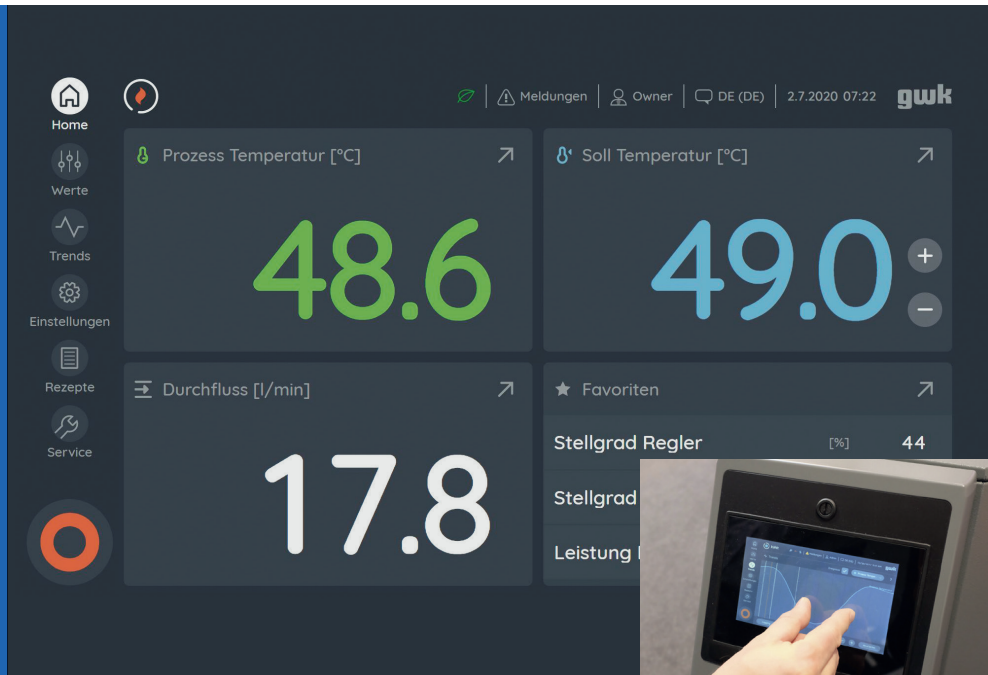 Meldungen
Owner
DE (DE)
2.7.2020 07:22
gwk
Home
Werte
Trends
Einstellungen
Rezepte
Service
Prozess Temperatur [°C]
48.6
Soll Temperatur [°C]
49.0
+
−
Durchfluss [l/min]
17.8
Favoriten
Stellgrad Regler [%] 44
Stellgrad
Leistung
gwk